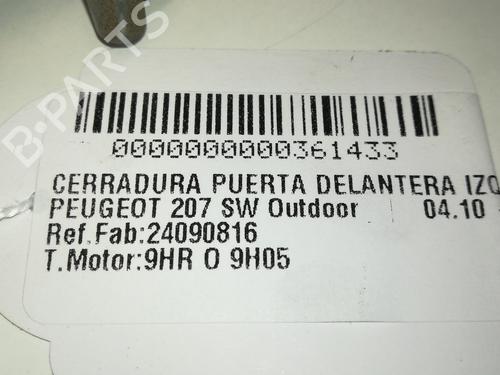 B-PARTS
0000000000361433
CERRADURA PUERTA DELANTERA IZQ
PEUGEOT 207 SW Outdoor 04.10
Ref.Fab:24090816
T.Motor:9HR O 9H05